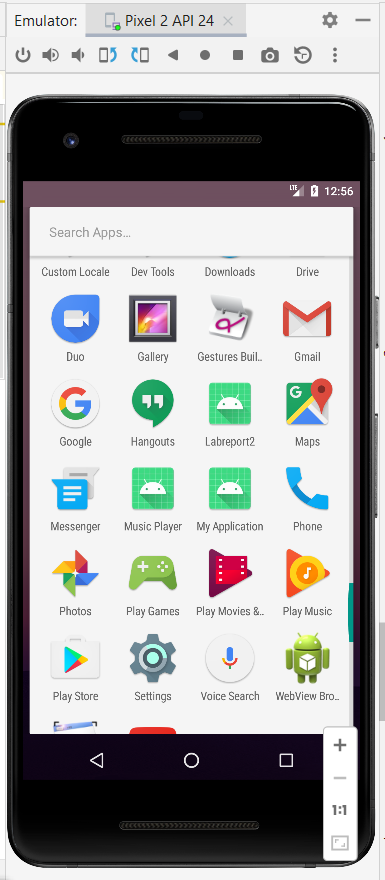 Emulator: Pixel 2 API 24
LTE 12:56
Search Apps...
Custom Locale Dev Tools Downloads Drive
Duo Gallery Gestures Buil.. Gmail
Google Hangouts Labreport2 Maps
Messenger Music Player My Application Phone
Photos Play Games Play Movies &.. Play Music
Play Store Settings Voice Search WebView Bro..
1:1